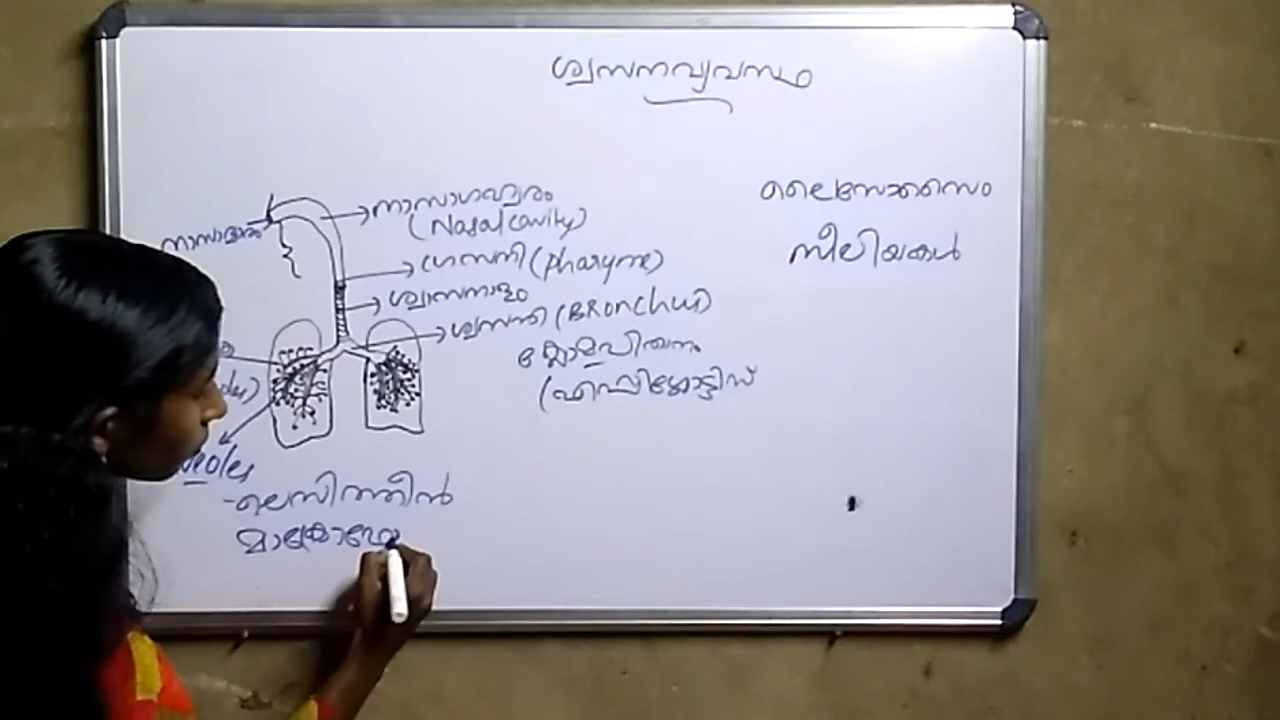 ശ്വസനവ്യവസ്ഥ
നാസാഗഹ്വരം
(Nasal cavity)
നാസാദ്വാരം
ഗ്രസനി (pharynx)
ശ്വാസനാളം
ശ്വസനി (BRonchus)
ക്ലോമപിധാനം
(എപ്പിഗ്ലോട്ടിസ്
ലൈസോസൈം
സീലിയകൾ
-ലെസിത്തിൻ